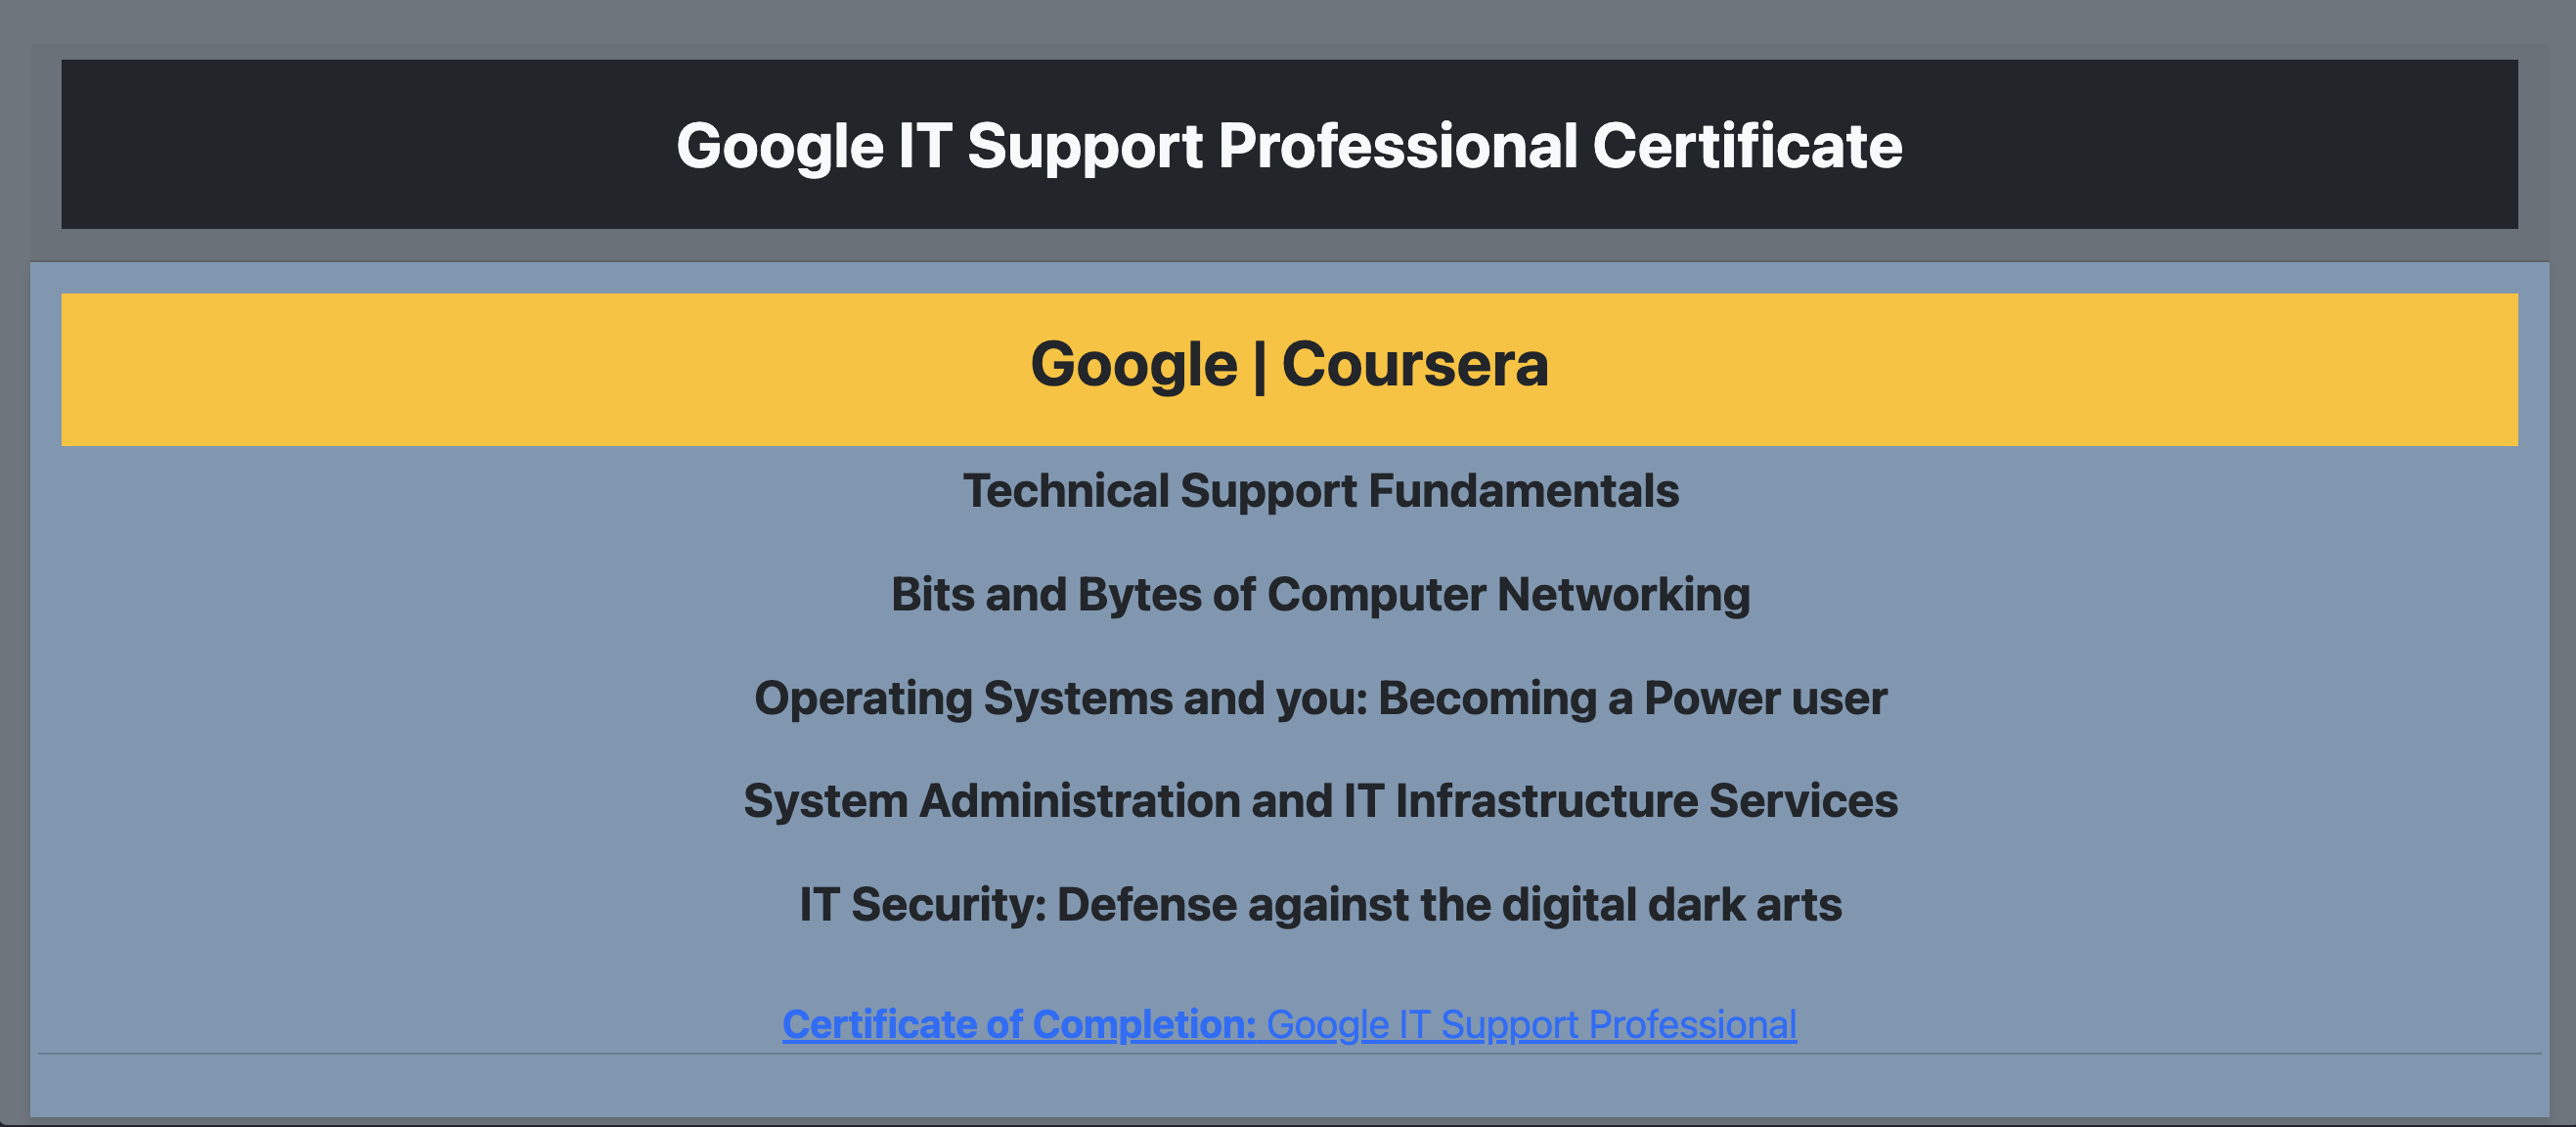 Google IT Support Professional Certificate
Google | Coursera
Technical Support Fundamentals
Bits and Bytes of Computer Networking
Operating Systems and you: Becoming a Power user
System Administration and IT Infrastructure Services
IT Security: Defense against the digital dark arts
Certificate of Completion: Google IT Support Professional